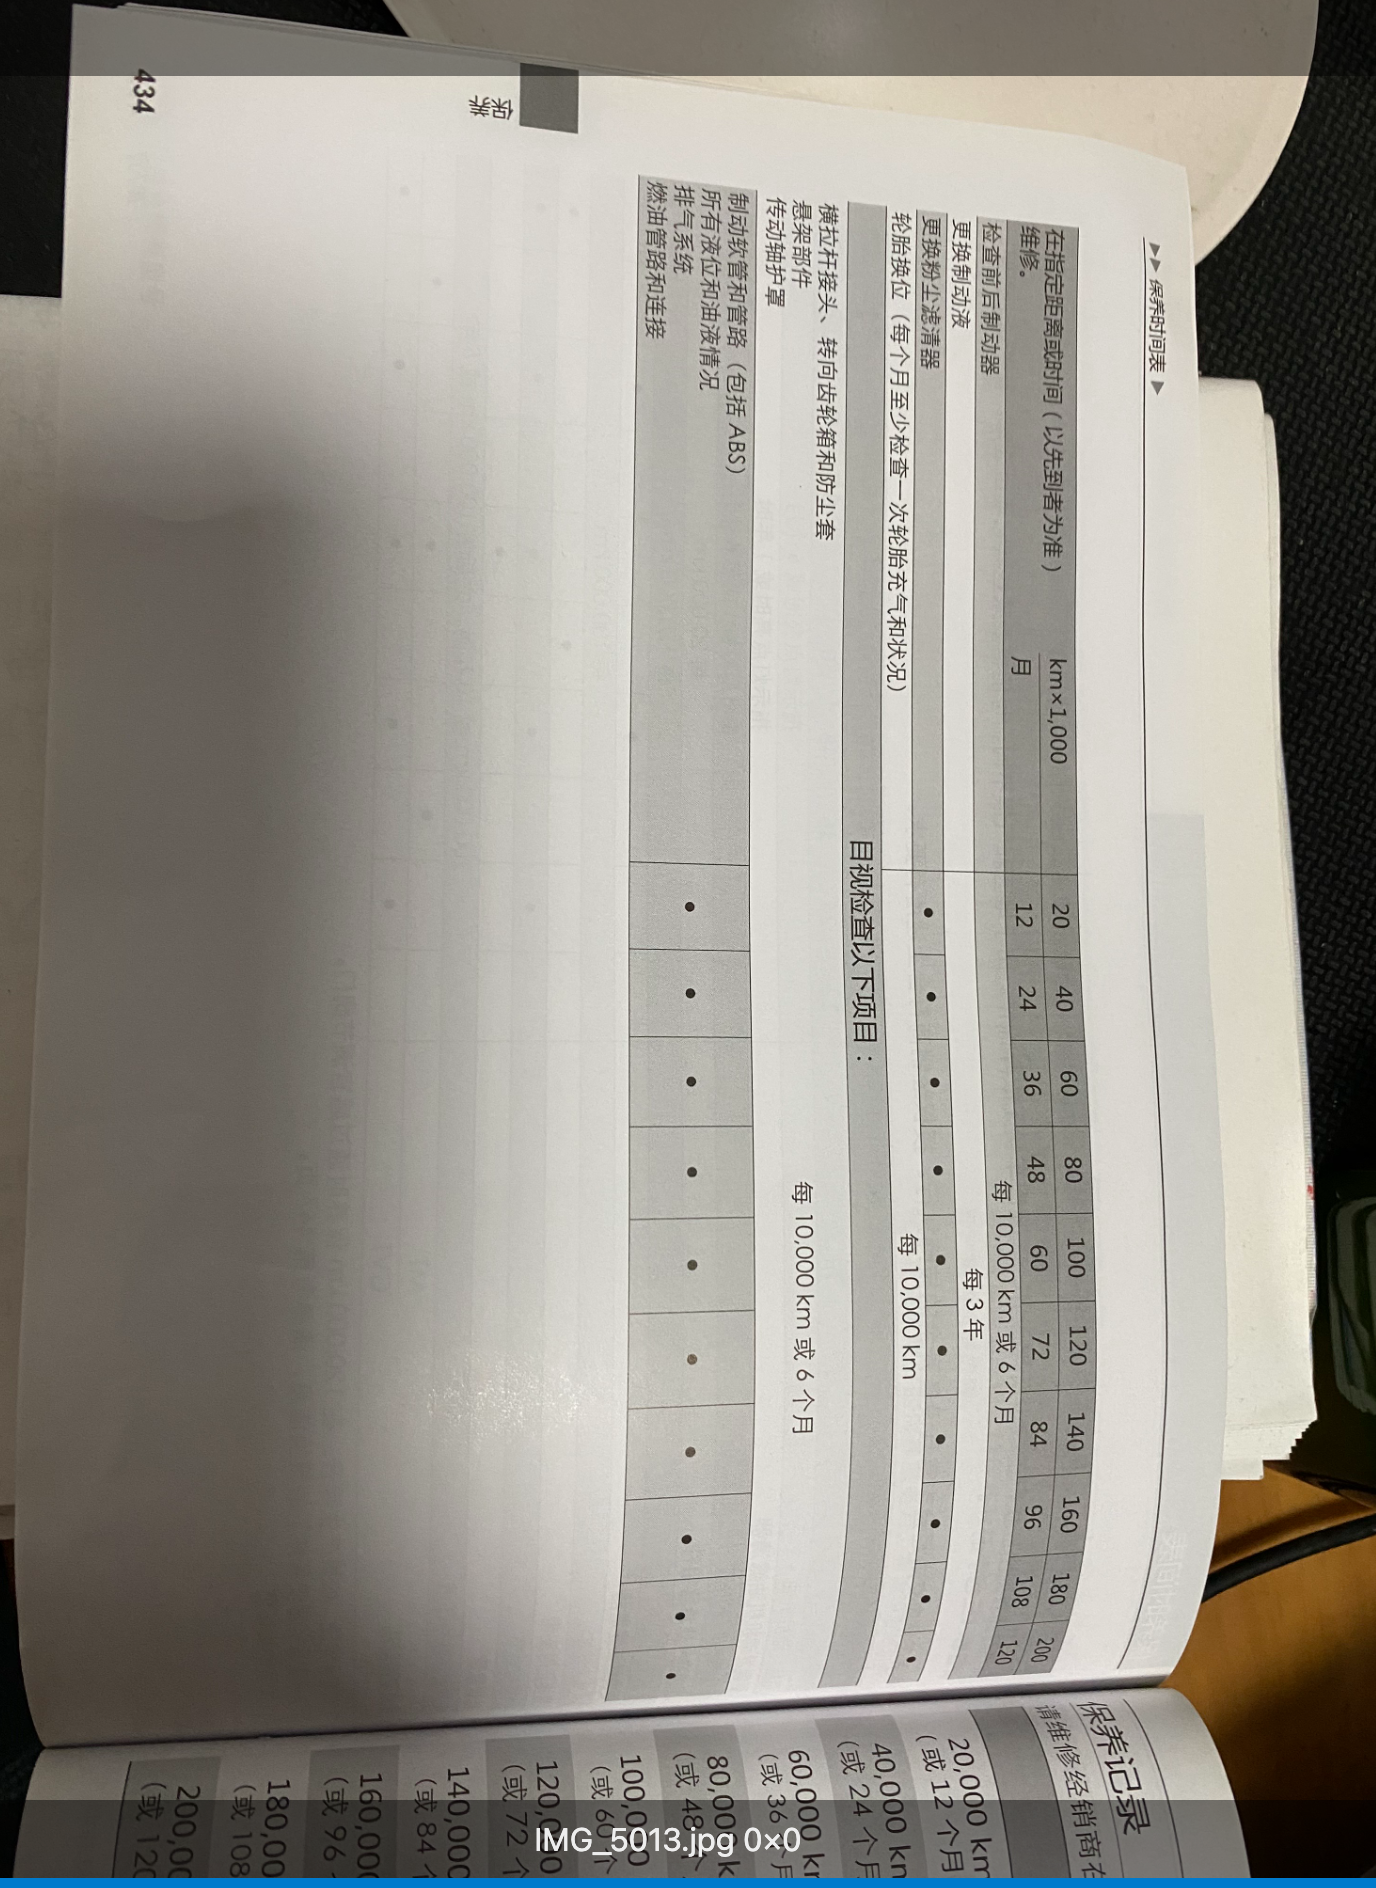 ▶▶ 保养时间表 ▶
在指定距离或时间（以先到者为准）
维修。
km×1,000 20 40 60 80 100 120 140 160 180 200
月 12 24 36 48 60 72 84 96 108 120
检查前后制动器 每 10,000 km 或 6 个月
更换制动液 每 3 年
更换粉尘滤清器 ● ● ● ● ● ● ● ● ● ●
轮胎换位（每个月至少检查一次轮胎充气和状况） 每 10,000 km
目视检查以下项目：
横拉杆接头、转向齿轮箱和防尘套
悬架部件
传动轴护罩
每 10,000 km 或 6 个月
制动软管和管路（包括 ABS）
所有液位和油液情况
排气系统
燃油管路和连接
● ● ● ● ● ● ● ● ● ●
保养
434
保养记录
请维修经销商在
20,000 km
（或 12 个月
40,000 km
（或 24 个月
60,000 k
（或 36 个月
80,000 k
（或 48 个
100,000
（或 60 个
120,000
（或 72 个
140,000
（或 84 个
160,000
（或 96
180,00
（或 108
200,00
（或 120
IMG_5013.jpg 0×0